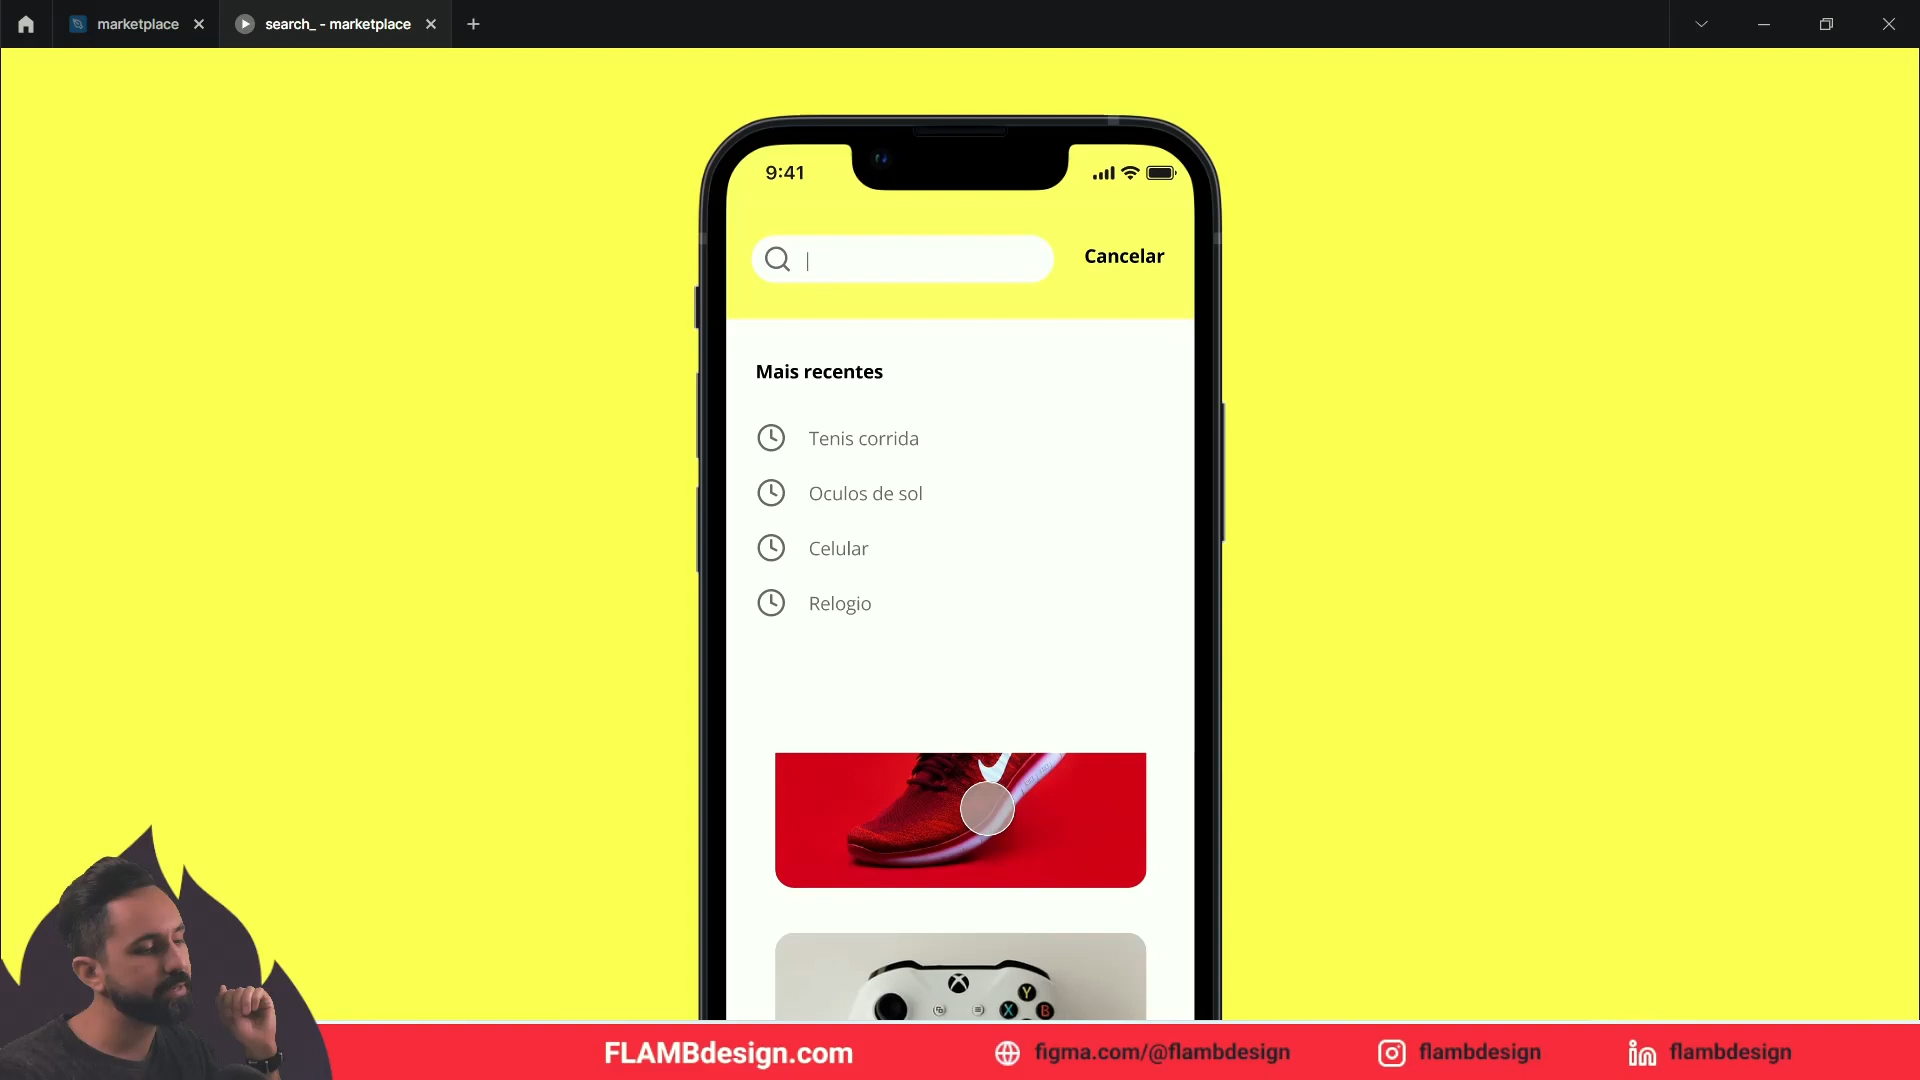 marketplace
search_ - marketplace
9:41
Cancelar
Mais recentes
Tenis corrida
Oculos de sol
Celular
Relogio
Y
X
B
FLAMBdesign.com
figma.com/@flambdesign
flambdesign
in flambdesign